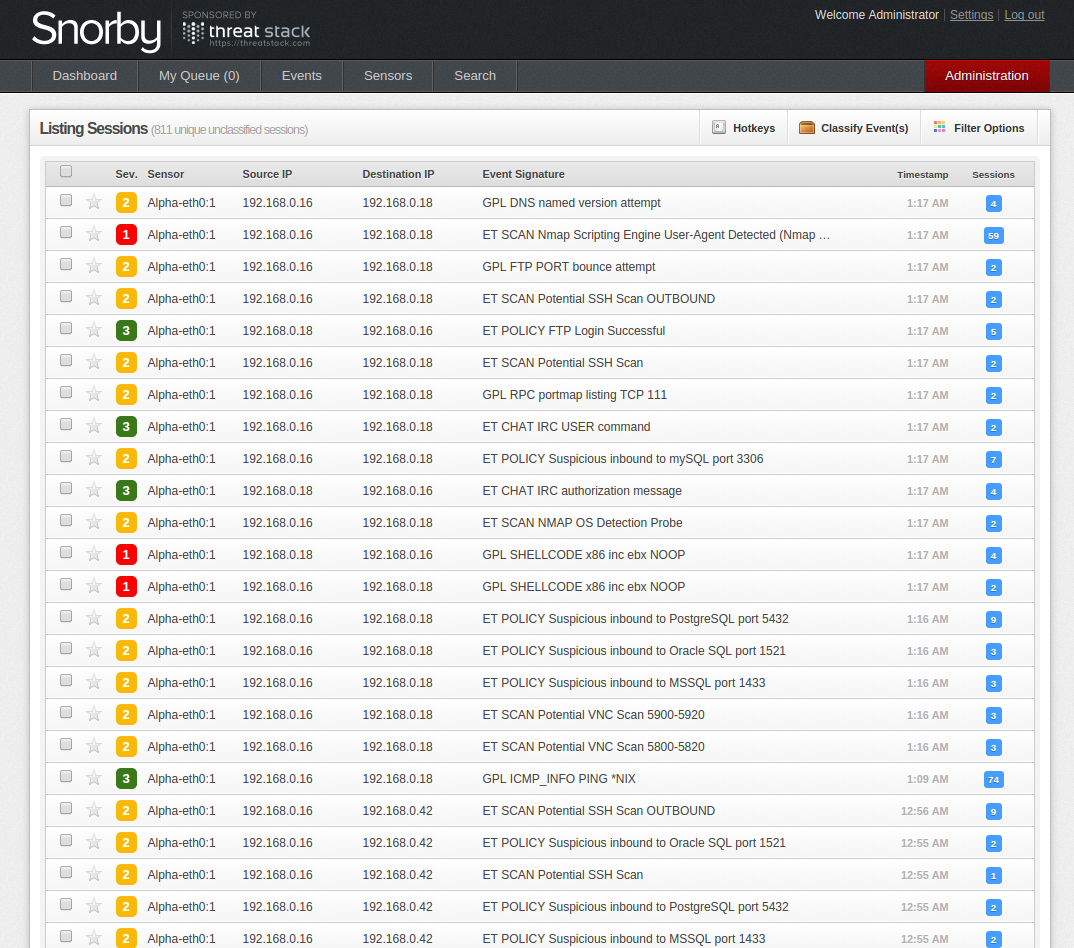 Snorby SPONSORED BY threat stack https://threatstack.com Welcome Administrator Settings Log out
Dashboard My Queue (0) Events Sensors Search Administration
Listing Sessions (811 unique unclassified sessions) Hotkeys Classify Event(s) Filter Options
Sev. Sensor Source IP Destination IP Event Signature Timestamp Sessions
2 Alpha-eth0:1 192.168.0.16 192.168.0.18 GPL DNS named version attempt 1:17 AM 4
1 Alpha-eth0:1 192.168.0.16 192.168.0.18 ET SCAN Nmap Scripting Engine User-Agent Detected (Nmap ... 1:17 AM 59
2 Alpha-eth0:1 192.168.0.16 192.168.0.18 GPL FTP PORT bounce attempt 1:17 AM 2
2 Alpha-eth0:1 192.168.0.16 192.168.0.18 ET SCAN Potential SSH Scan OUTBOUND 1:17 AM 2
3 Alpha-eth0:1 192.168.0.18 192.168.0.16 ET POLICY FTP Login Successful 1:17 AM 5
2 Alpha-eth0:1 192.168.0.16 192.168.0.18 ET SCAN Potential SSH Scan 1:17 AM 2
2 Alpha-eth0:1 192.168.0.16 192.168.0.18 GPL RPC portmap listing TCP 111 1:17 AM 2
3 Alpha-eth0:1 192.168.0.16 192.168.0.18 ET CHAT IRC USER command 1:17 AM 2
2 Alpha-eth0:1 192.168.0.16 192.168.0.18 ET POLICY Suspicious inbound to mySQL port 3306 1:17 AM 7
3 Alpha-eth0:1 192.168.0.18 192.168.0.16 ET CHAT IRC authorization message 1:17 AM 4
2 Alpha-eth0:1 192.168.0.16 192.168.0.18 ET SCAN NMAP OS Detection Probe 1:17 AM 2
1 Alpha-eth0:1 192.168.0.18 192.168.0.16 GPL SHELLCODE x86 inc ebx NOOP 1:17 AM 4
1 Alpha-eth0:1 192.168.0.16 192.168.0.18 GPL SHELLCODE x86 inc ebx NOOP 1:17 AM 2
2 Alpha-eth0:1 192.168.0.16 192.168.0.18 ET POLICY Suspicious inbound to PostgreSQL port 5432 1:16 AM 9
2 Alpha-eth0:1 192.168.0.16 192.168.0.18 ET POLICY Suspicious inbound to Oracle SQL port 1521 1:16 AM 3
2 Alpha-eth0:1 192.168.0.16 192.168.0.18 ET POLICY Suspicious inbound to MSSQL port 1433 1:16 AM 3
2 Alpha-eth0:1 192.168.0.16 192.168.0.18 ET SCAN Potential VNC Scan 5900-5920 1:16 AM 3
2 Alpha-eth0:1 192.168.0.16 192.168.0.18 ET SCAN Potential VNC Scan 5800-5820 1:16 AM 3
3 Alpha-eth0:1 192.168.0.16 192.168.0.18 GPL ICMP_INFO PING *NIX 1:09 AM 74
2 Alpha-eth0:1 192.168.0.16 192.168.0.42 ET SCAN Potential SSH Scan OUTBOUND 12:56 AM 9
2 Alpha-eth0:1 192.168.0.16 192.168.0.42 ET POLICY Suspicious inbound to Oracle SQL port 1521 12:55 AM 2
2 Alpha-eth0:1 192.168.0.16 192.168.0.42 ET SCAN Potential SSH Scan 12:55 AM 1
2 Alpha-eth0:1 192.168.0.16 192.168.0.42 ET POLICY Suspicious inbound to PostgreSQL port 5432 12:55 AM 2
2 Alpha-eth0:1 192.168.0.16 192.168.0.42 ET POLICY Suspicious inbound to MSSQL port 1433 12:55 AM 2